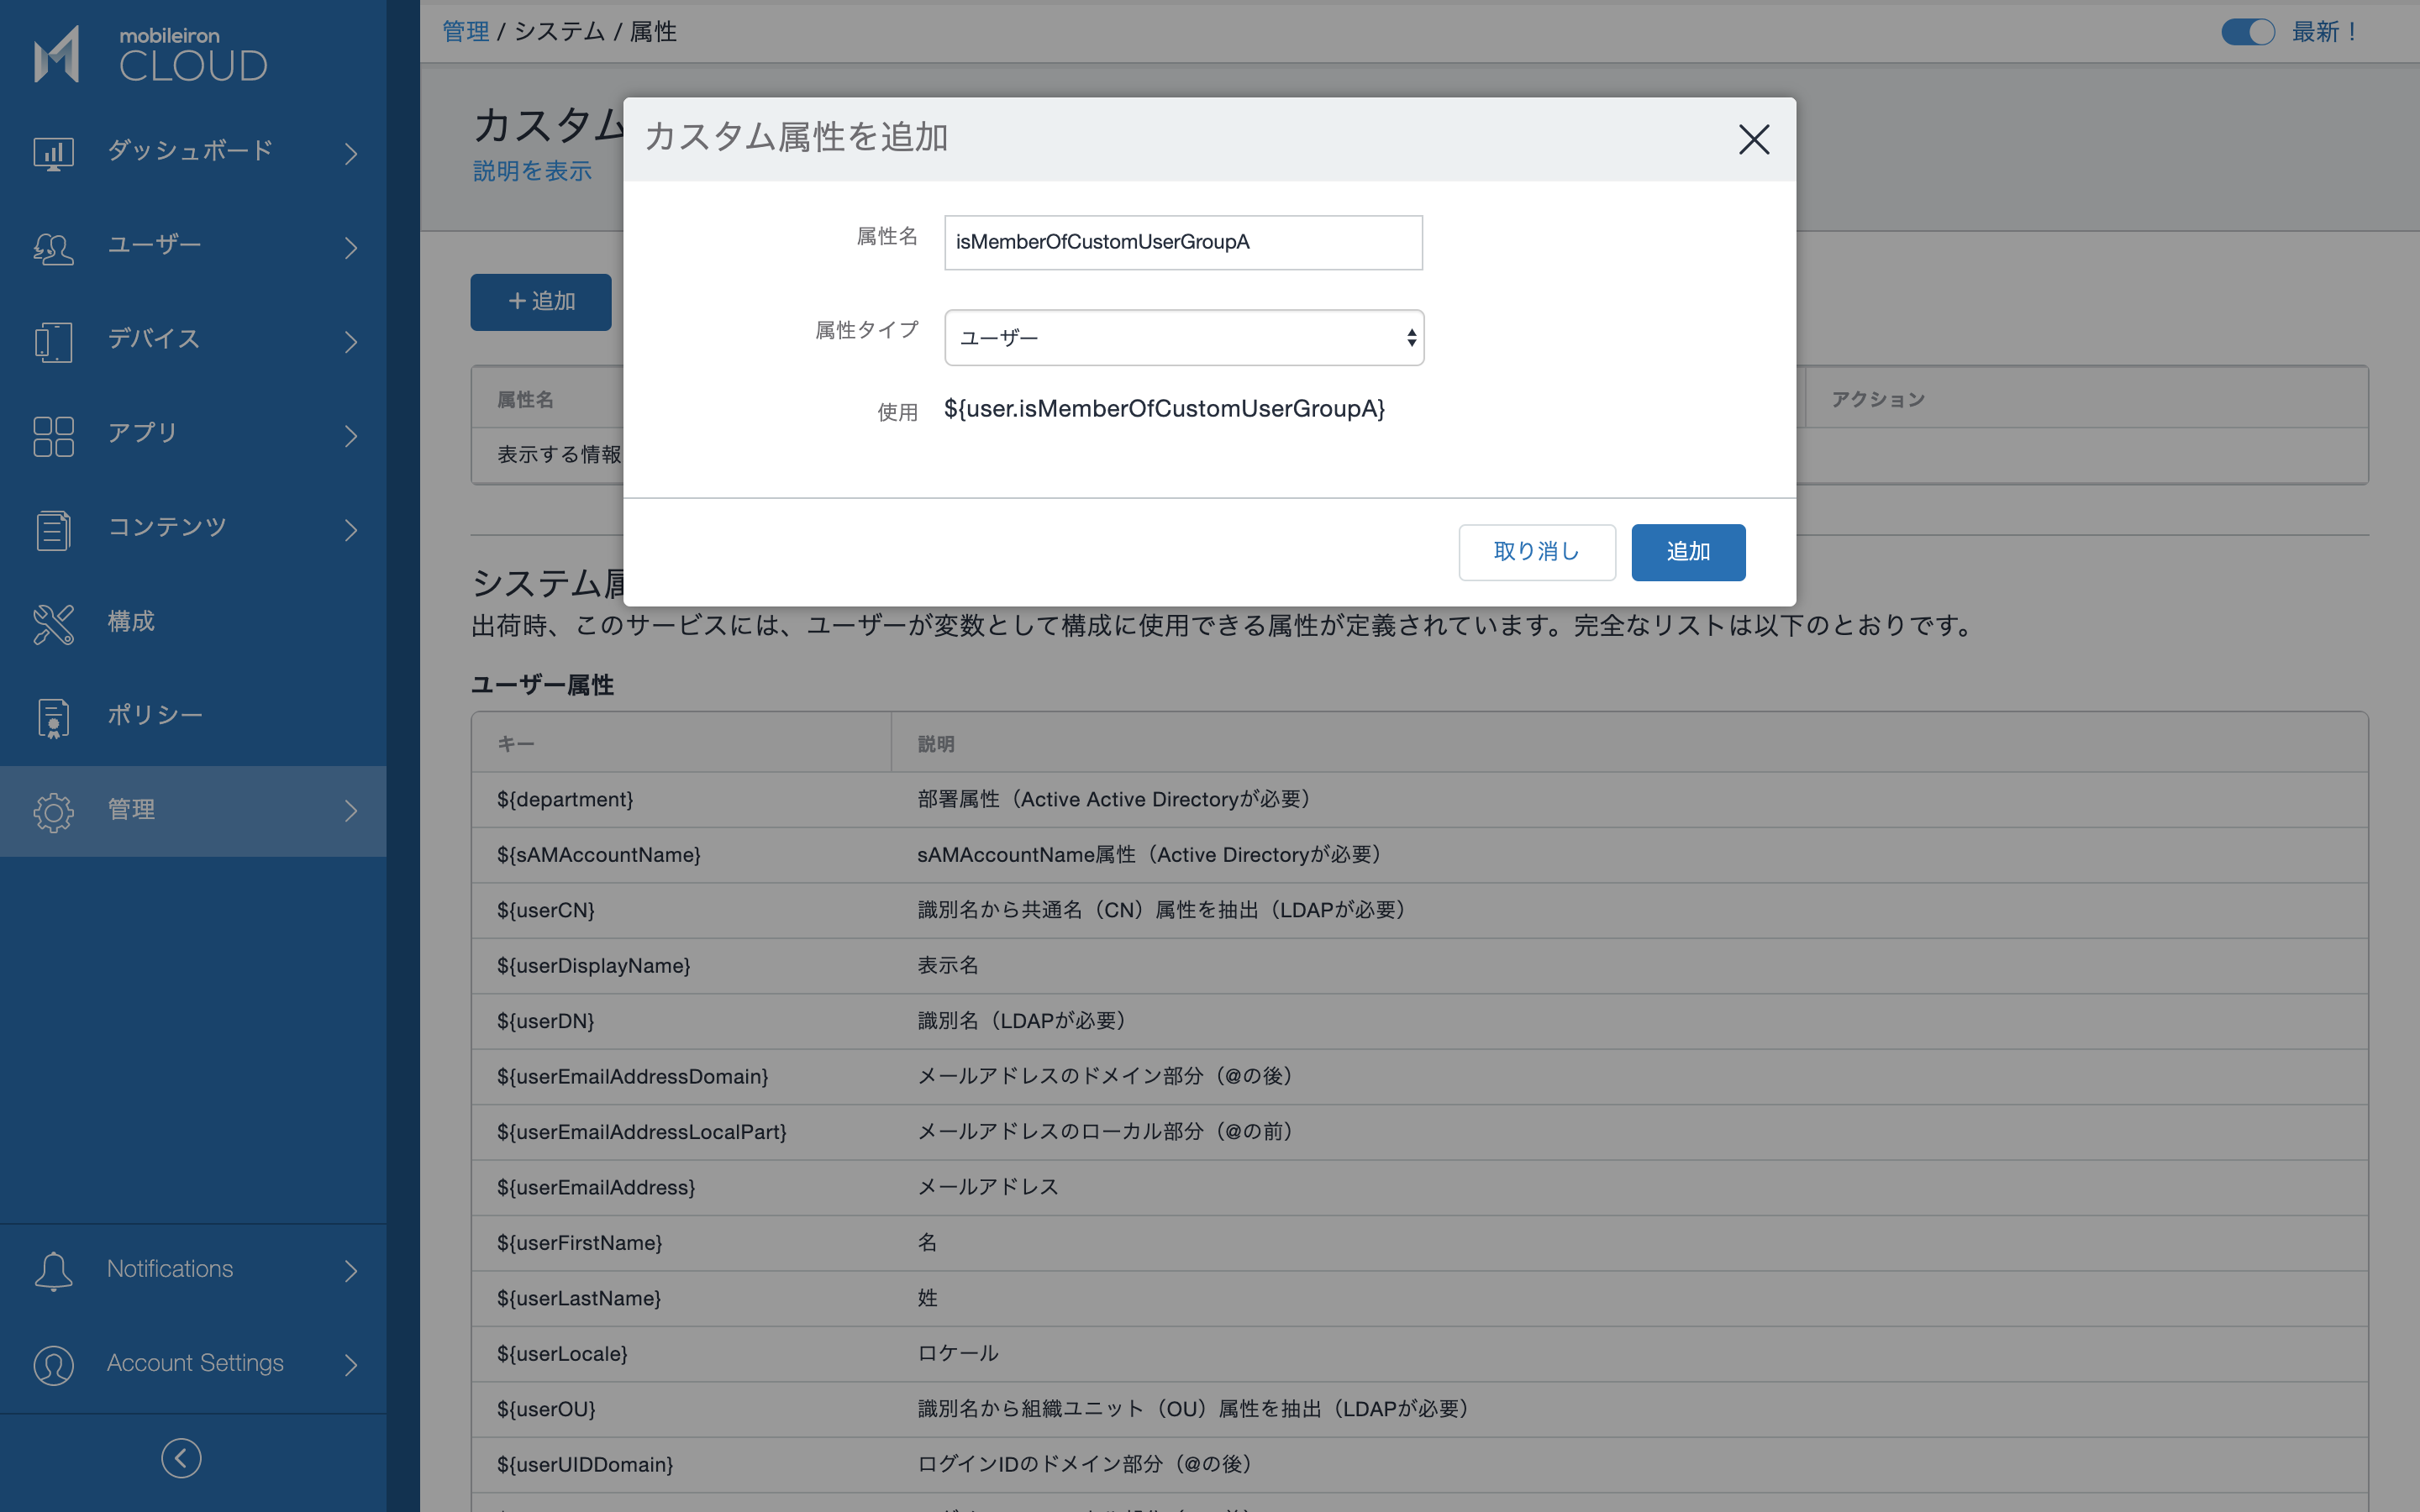 mobileiron
CLOUD
ダッシュボード
ユーザー
デバイス
アプリ
コンテンツ
構成
ポリシー
管理
Notifications
Account Settings
管理 / システム / 属性
最新！
カスタム
説明を表示
＋追加
属性名
アクション
表示する情報
カスタム属性を追加
属性名 isMemberOfCustomUserGroupA
属性タイプ ユーザー
使用 ${user.isMemberOfCustomUserGroupA}
取り消し 追加
システム属
出荷時、このサービスには、ユーザーが変数として構成に使用できる属性が定義されています。完全なリストは以下のとおりです。
ユーザー属性
キー 説明
${department} 部署属性（Active Active Directoryが必要）
${sAMAccountName} sAMAccountName属性（Active Directoryが必要）
${userCN} 識別名から共通名（CN）属性を抽出（LDAPが必要）
${userDisplayName} 表示名
${userDN} 識別名（LDAPが必要）
${userEmailAddressDomain} メールアドレスのドメイン部分（@の後）
${userEmailAddressLocalPart} メールアドレスのローカル部分（@の前）
${userEmailAddress} メールアドレス
${userFirstName} 名
${userLastName} 姓
${userLocale} ロケール
${userOU} 識別名から組織ユニット（OU）属性を抽出（LDAPが必要）
${userUIDDomain} ログインIDのドメイン部分（@の後）